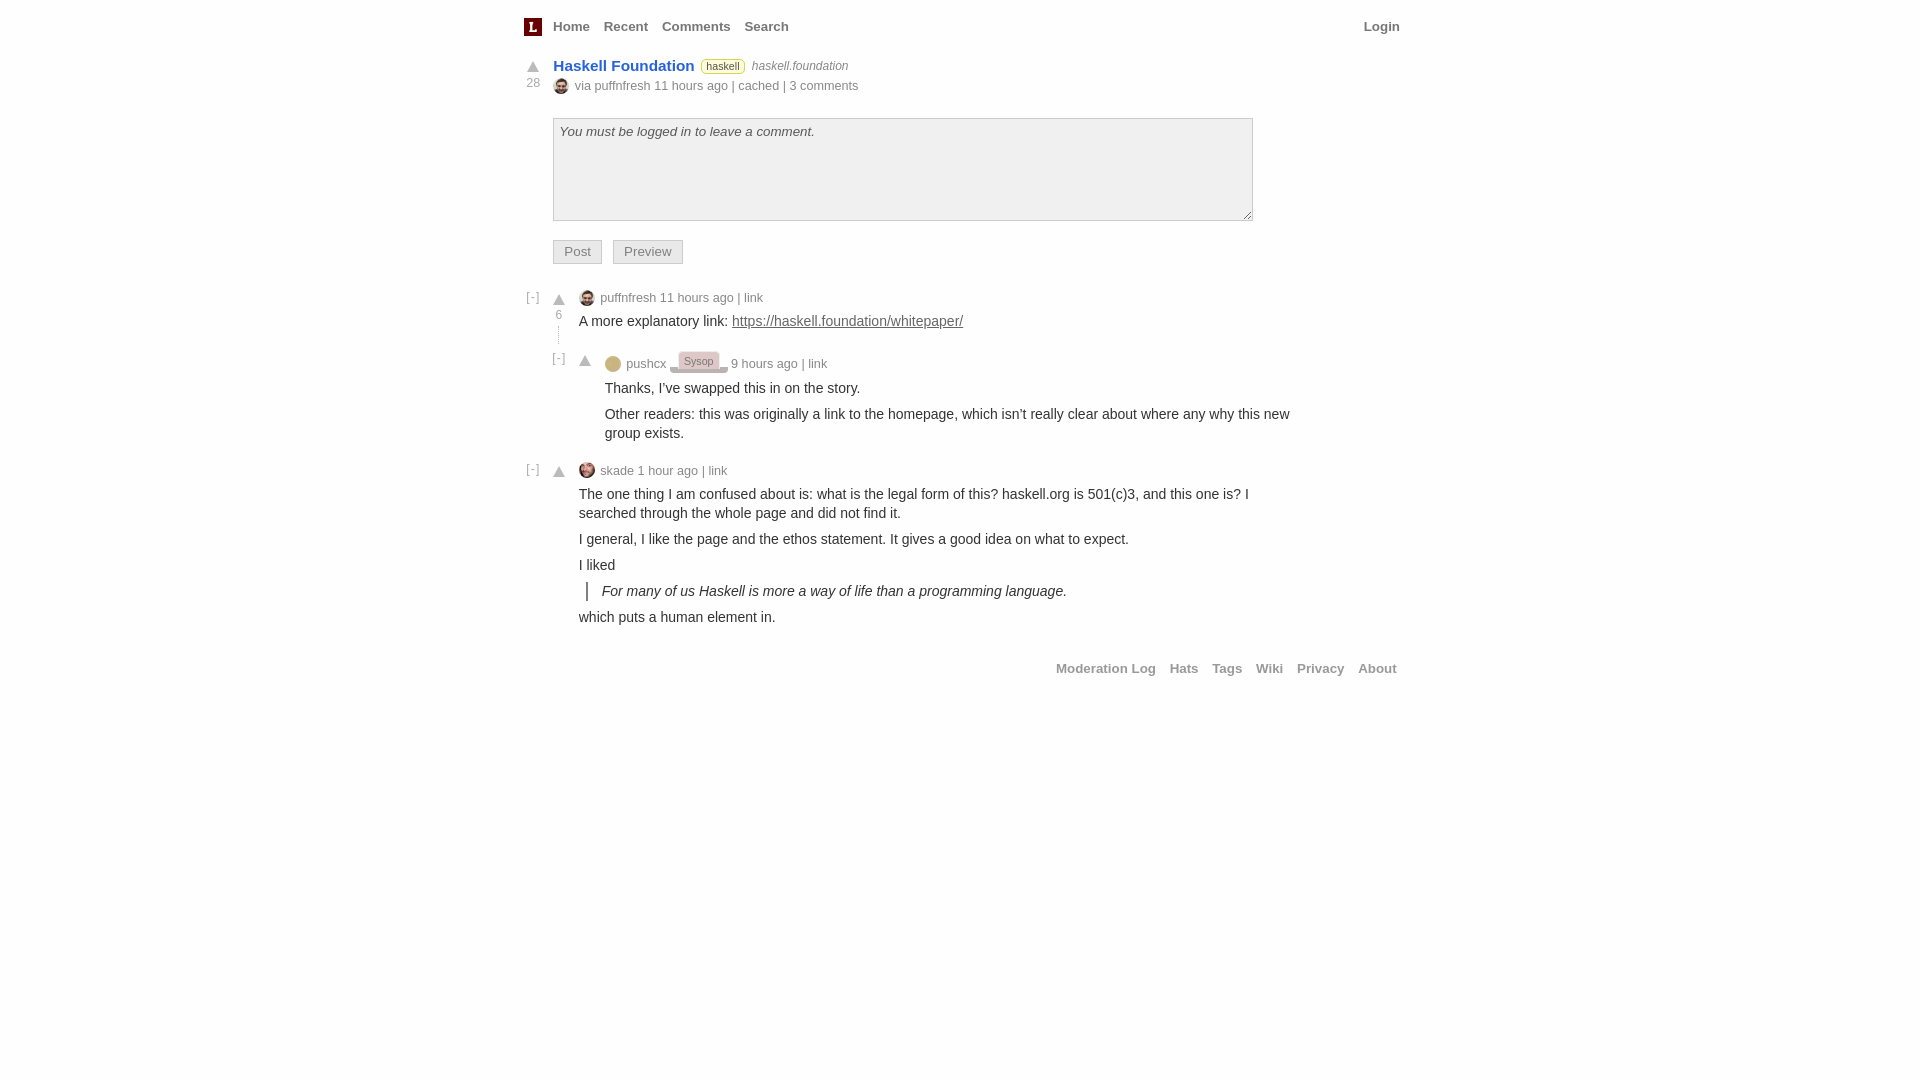 L Home Recent Comments Search Login
Haskell Foundation haskell haskell.foundation
28
via puffnfresh 11 hours ago | cached | 3 comments
You must be logged in to leave a comment.
Post Preview
[-] puffnfresh 11 hours ago | link
6
A more explanatory link: https://haskell.foundation/whitepaper/
[-] pushcx Sysop 9 hours ago | link
Thanks, I’ve swapped this in on the story.
Other readers: this was originally a link to the homepage, which isn’t really clear about where any why this new
group exists.
[-] skade 1 hour ago | link
The one thing I am confused about is: what is the legal form of this? haskell.org is 501(c)3, and this one is? I
searched through the whole page and did not find it.
I general, I like the page and the ethos statement. It gives a good idea on what to expect.
I liked
For many of us Haskell is more a way of life than a programming language.
which puts a human element in.
Moderation Log Hats Tags Wiki Privacy About